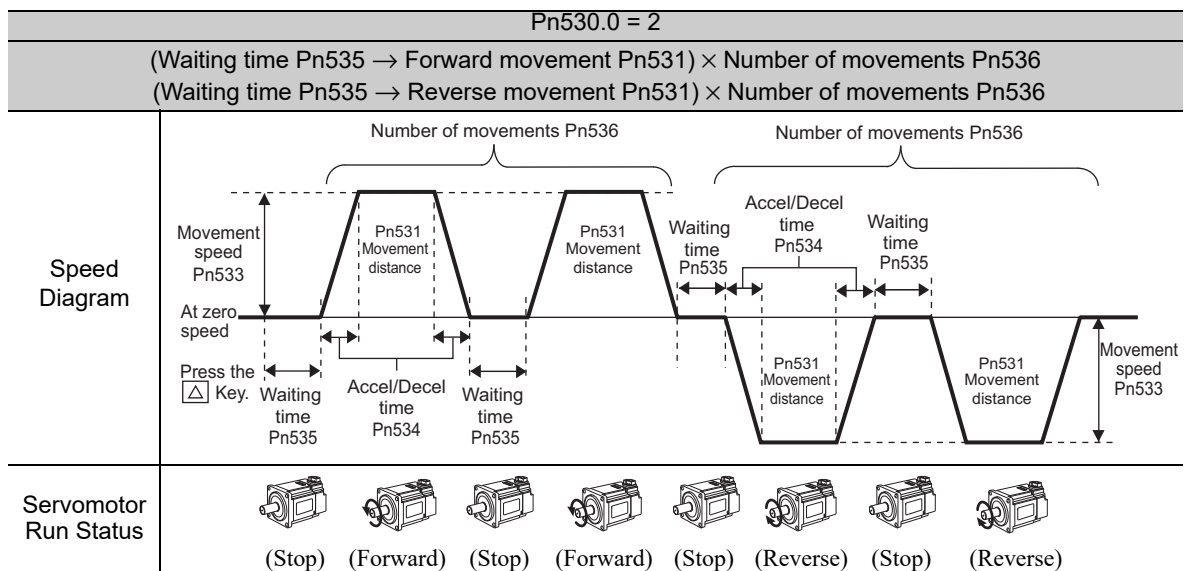 Pn530.0 = 2
(Waiting time Pn535 → Forward movement Pn531) × Number of movements Pn536
(Waiting time Pn535 → Reverse movement Pn531) × Number of movements Pn536
Speed
Diagram
Number of movements Pn536
Number of movements Pn536
Movement
speed
Pn533
Pn531
Movement
distance
Pn531
Movement
distance
Waiting
time
Pn535
Accel/Decel
time
Pn534
Waiting
time
Pn535
At zero
speed
Press the
△ Key.
Waiting
time
Pn535
Accel/Decel
time
Pn534
Waiting
time
Pn535
Pn531
Movement
distance
Pn531
Movement
distance
Movement
speed
Pn533
Servomotor
Run Status
(Stop) (Forward) (Stop) (Forward) (Stop) (Reverse) (Stop) (Reverse)